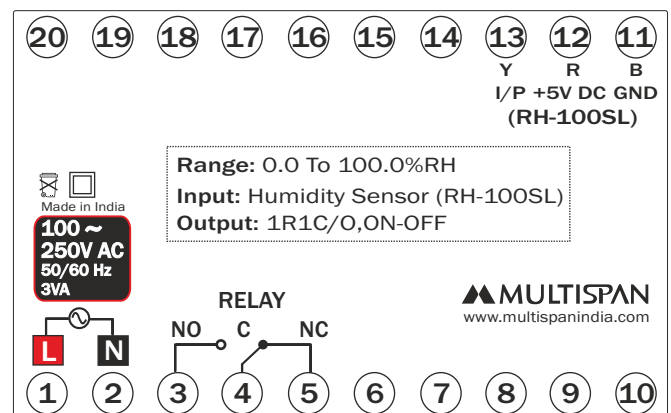 20 19 18 17 16 15 14 13 12 11
Y R B
I/P +5V DC GND
(RH-100SL)
Range: 0.0 To 100.0%RH
Input: Humidity Sensor (RH-100SL)
Output: 1R1C/O,ON-OFF
Made in India
100 ~
250V AC
50/60 Hz
3VA
L N
RELAY
NO C NC
MULTISPAN
www.multispanindia.com
1 2 3 4 5 6 7 8 9 10